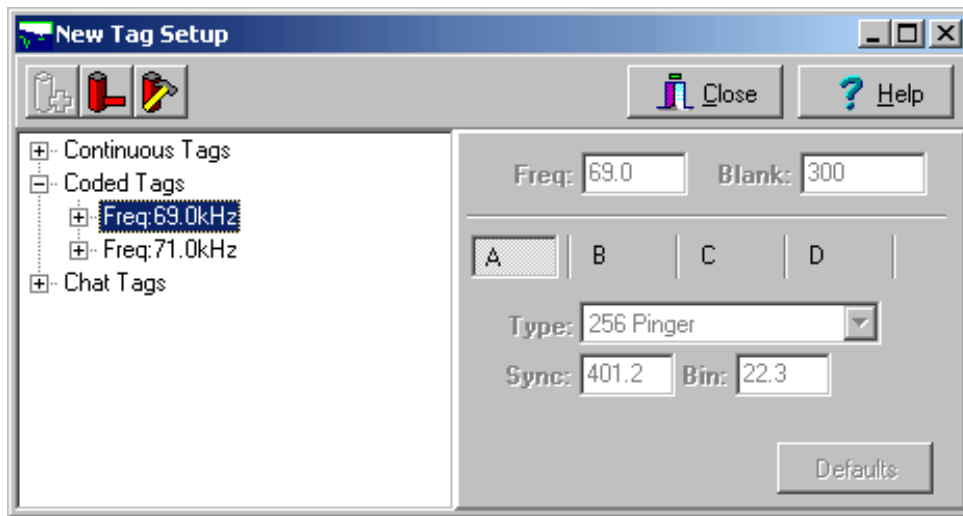 New Tag Setup
Close
Help
Continuous Tags
Coded Tags
Freq:69.0kHz
Freq:71.0kHz
Chat Tags
Freq: 69.0 Blank: 300
A B C D
Type: 256 Pinger
Sync: 401.2 Bin: 22.3
Defaults